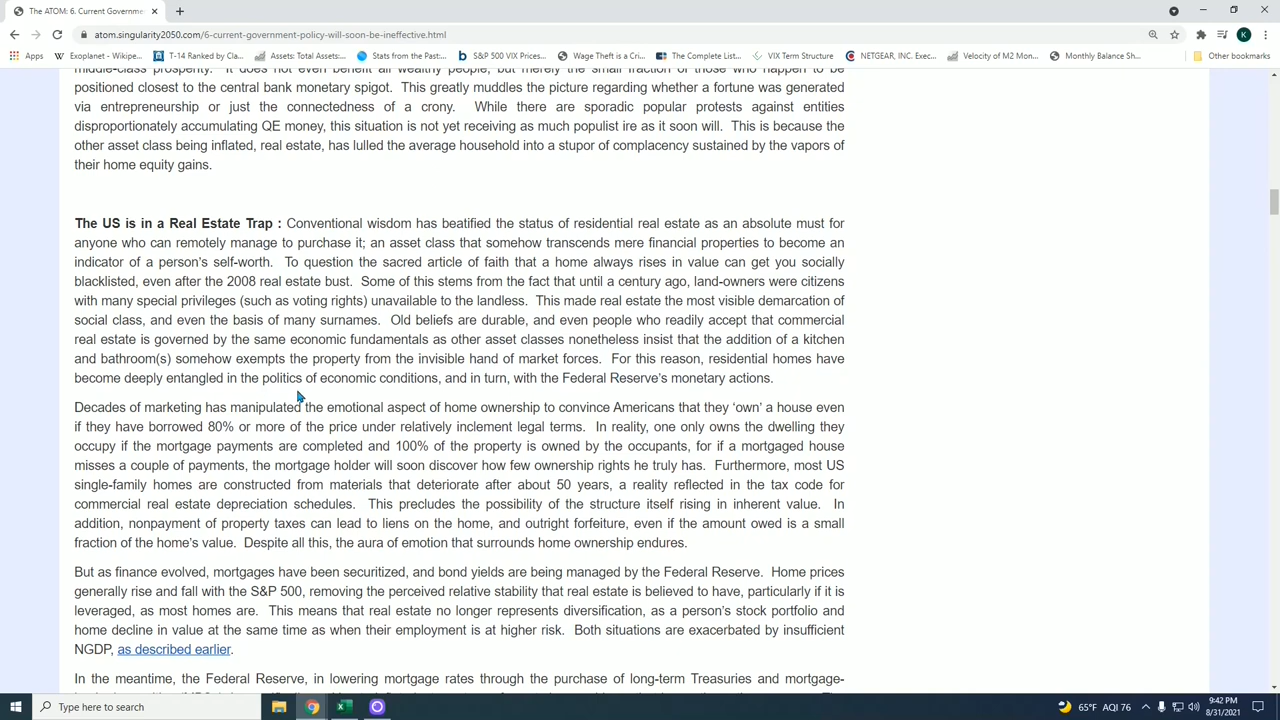 The ATOM: 6. Current Governme
atom.singularity2050.com/6-current-government-policy-will-soon-be-ineffective.html
K
Apps
Exoplanet - Wikipe...
T-14 Ranked by Cla...
Assets: Total Assets:...
Stats from the Past:...
S&P 500 VIX Prices...
Wage Theft is a Cri...
The Complete List...
VIX Term Structure
NETGEAR, INC. Exec...
Velocity of M2 Mon...
Monthly Balance Sh...
Other bookmarks
middle-class prosperity. It does not even benefit all wealthy people, but merely the small fraction of those who happen to be
positioned closest to the central bank monetary spigot. This greatly muddles the picture regarding whether a fortune was generated
via entrepreneurship or just the connectedness of a crony. While there are sporadic popular protests against entities
disproportionately accumulating QE money, this situation is not yet receiving as much populist ire as it soon will. This is because the
other asset class being inflated, real estate, has lulled the average household into a stupor of complacency sustained by the vapors of
their home equity gains.
The US is in a Real Estate Trap : Conventional wisdom has beatified the status of residential real estate as an absolute must for
anyone who can remotely manage to purchase it; an asset class that somehow transcends mere financial properties to become an
indicator of a person's self-worth. To question the sacred article of faith that a home always rises in value can get you socially
blacklisted, even after the 2008 real estate bust. Some of this stems from the fact that until a century ago, land-owners were citizens
with many special privileges (such as voting rights) unavailable to the landless. This made real estate the most visible demarcation of
social class, and even the basis of many surnames. Old beliefs are durable, and even people who readily accept that commercial
real estate is governed by the same economic fundamentals as other asset classes nonetheless insist that the addition of a kitchen
and bathroom(s) somehow exempts the property from the invisible hand of market forces. For this reason, residential homes have
become deeply entangled in the politics of economic conditions, and in turn, with the Federal Reserve's monetary actions.
Decades of marketing has manipulated the emotional aspect of home ownership to convince Americans that they 'own' a house even
if they have borrowed 80% or more of the price under relatively inclement legal terms. In reality, one only owns the dwelling they
occupy if the mortgage payments are completed and 100% of the property is owned by the occupants, for if a mortgaged house
misses a couple of payments, the mortgage holder will soon discover how few ownership rights he truly has. Furthermore, most US
single-family homes are constructed from materials that deteriorate after about 50 years, a reality reflected in the tax code for
commercial real estate depreciation schedules. This precludes the possibility of the structure itself rising in inherent value. In
addition, nonpayment of property taxes can lead to liens on the home, and outright forfeiture, even if the amount owed is a small
fraction of the home's value. Despite all this, the aura of emotion that surrounds home ownership endures.
But as finance evolved, mortgages have been securitized, and bond yields are being managed by the Federal Reserve. Home prices
generally rise and fall with the S&P 500, removing the perceived relative stability that real estate is believed to have, particularly if it is
leveraged, as most homes are. This means that real estate no longer represents diversification, as a person's stock portfolio and
home decline in value at the same time as when their employment is at higher risk. Both situations are exacerbated by insufficient
NGDP, as described earlier.
In the meantime, the Federal Reserve, in lowering mortgage rates through the purchase of long-term Treasuries and mortgage-
Type here to search
65°F AQI 76
9:42 PM
8/31/2021